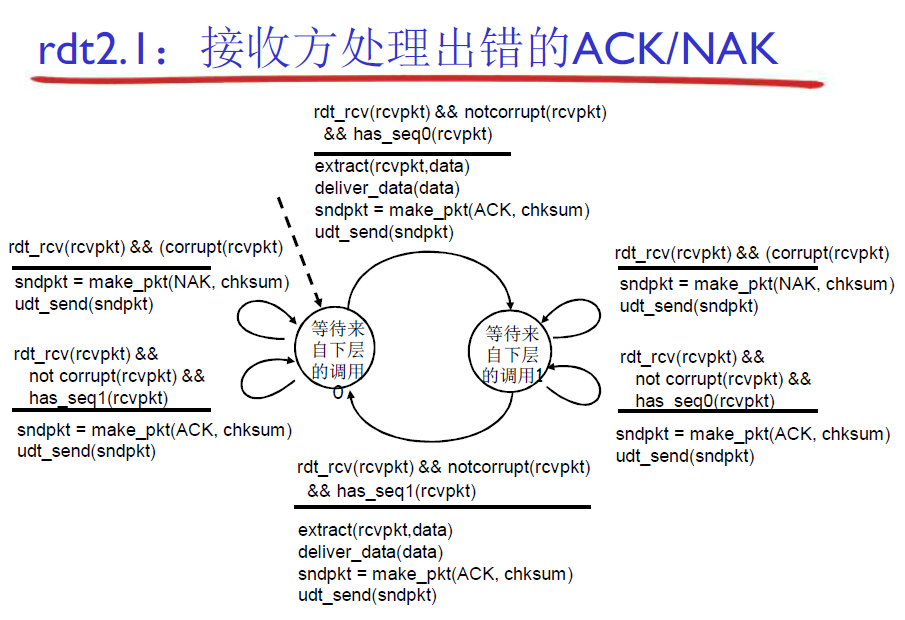 rdt2.1：接收方处理出错的ACK/NAK
rdt_rcv(rcvpkt) && notcorrupt(rcvpkt)
&& has_seq0(rcvpkt)
extract(rcvpkt,data)
deliver_data(data)
sndpkt = make_pkt(ACK, chksum)
udt_send(sndpkt)
rdt_rcv(rcvpkt) && (corrupt(rcvpkt)
sndpkt = make_pkt(NAK, chksum)
udt_send(sndpkt)
rdt_rcv(rcvpkt) &&
not corrupt(rcvpkt) &&
has_seq1(rcvpkt)
sndpkt = make_pkt(ACK, chksum)
udt_send(sndpkt)
等待来
自下层
的调用
0
等待来
自下层
的调用1
rdt_rcv(rcvpkt) && (corrupt(rcvpkt)
sndpkt = make_pkt(NAK, chksum)
udt_send(sndpkt)
rdt_rcv(rcvpkt) &&
not corrupt(rcvpkt) &&
has_seq0(rcvpkt)
sndpkt = make_pkt(ACK, chksum)
udt_send(sndpkt)
rdt_rcv(rcvpkt) && notcorrupt(rcvpkt)
&& has_seq1(rcvpkt)
extract(rcvpkt,data)
deliver_data(data)
sndpkt = make_pkt(ACK, chksum)
udt_send(sndpkt)